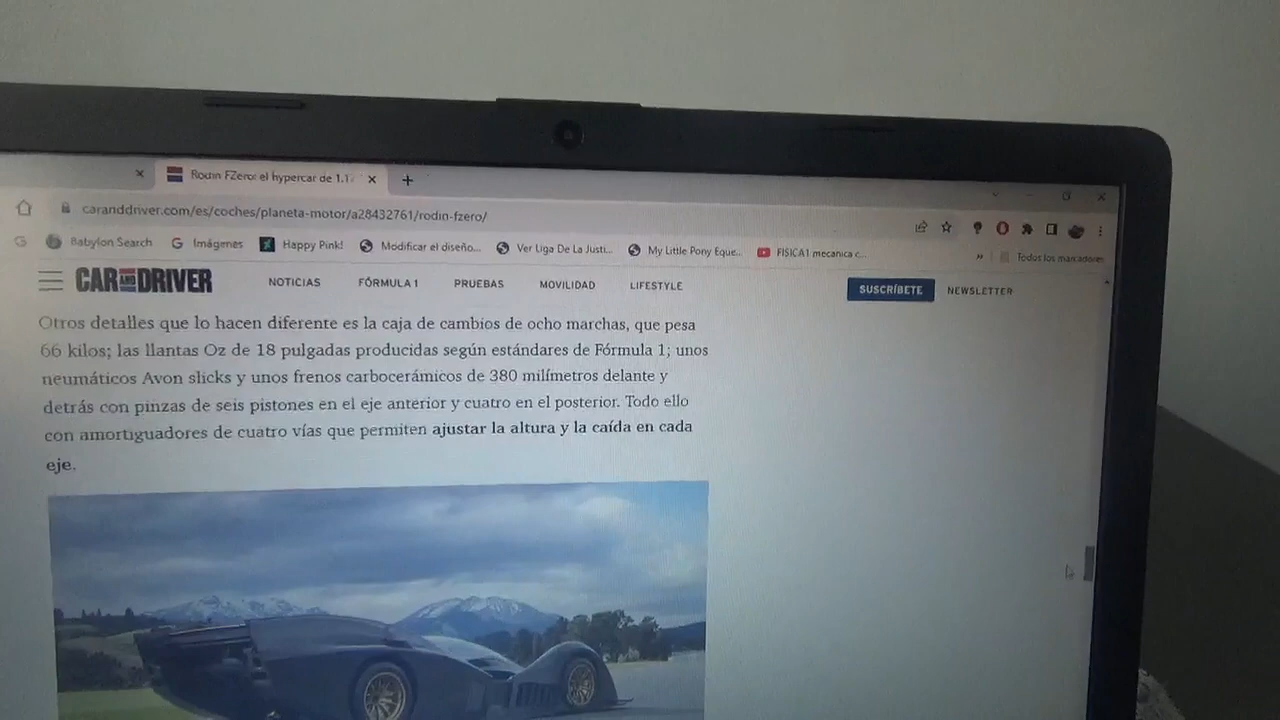 Rodin FZero: el hypercar de 1.1
caranddriver.com/es/coches/planeta-motor/a28432761/rodin-fzero/
Babylon Search
Imágenes
Happy Pink!
Modificar el diseño...
Ver Liga De La Justi...
My Little Pony Eque...
FISICA1 mecanica c...
Todos los marcadores
CAR AND DRIVER
NOTICIAS
FÓRMULA 1
PRUEBAS
MOVILIDAD
LIFESTYLE
SUSCRÍBETE
NEWSLETTER
Otros detalles que lo hacen diferente es la caja de cambios de ocho marchas, que pesa
66 kilos; las llantas Oz de 18 pulgadas producidas según estándares de Fórmula 1; unos
neumáticos Avon slicks y unos frenos carbocerámicos de 380 milímetros delante y
detrás con pinzas de seis pistones en el eje anterior y cuatro en el posterior. Todo ello
con amortiguadores de cuatro vías que permiten ajustar la altura y la caída en cada
eje.